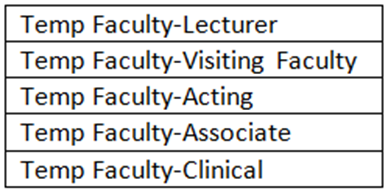 Temp Faculty-Lecturer
Temp Faculty-Visiting Faculty
Temp Faculty-Acting
Temp Faculty-Associate
Temp Faculty-Clinical